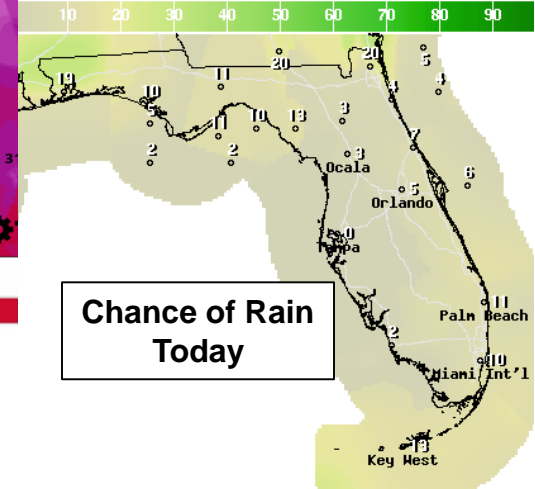 10 20 30 40 50 60 70 80 90
20 20 5
19 11 4 4
10
5 11 10 13 3
2 2 3 7
Ocala
6
5
Orlando
0
Tampa
Chance of Rain
Today
11
Palm Beach
2
10
Miami Int'l
13
Key West